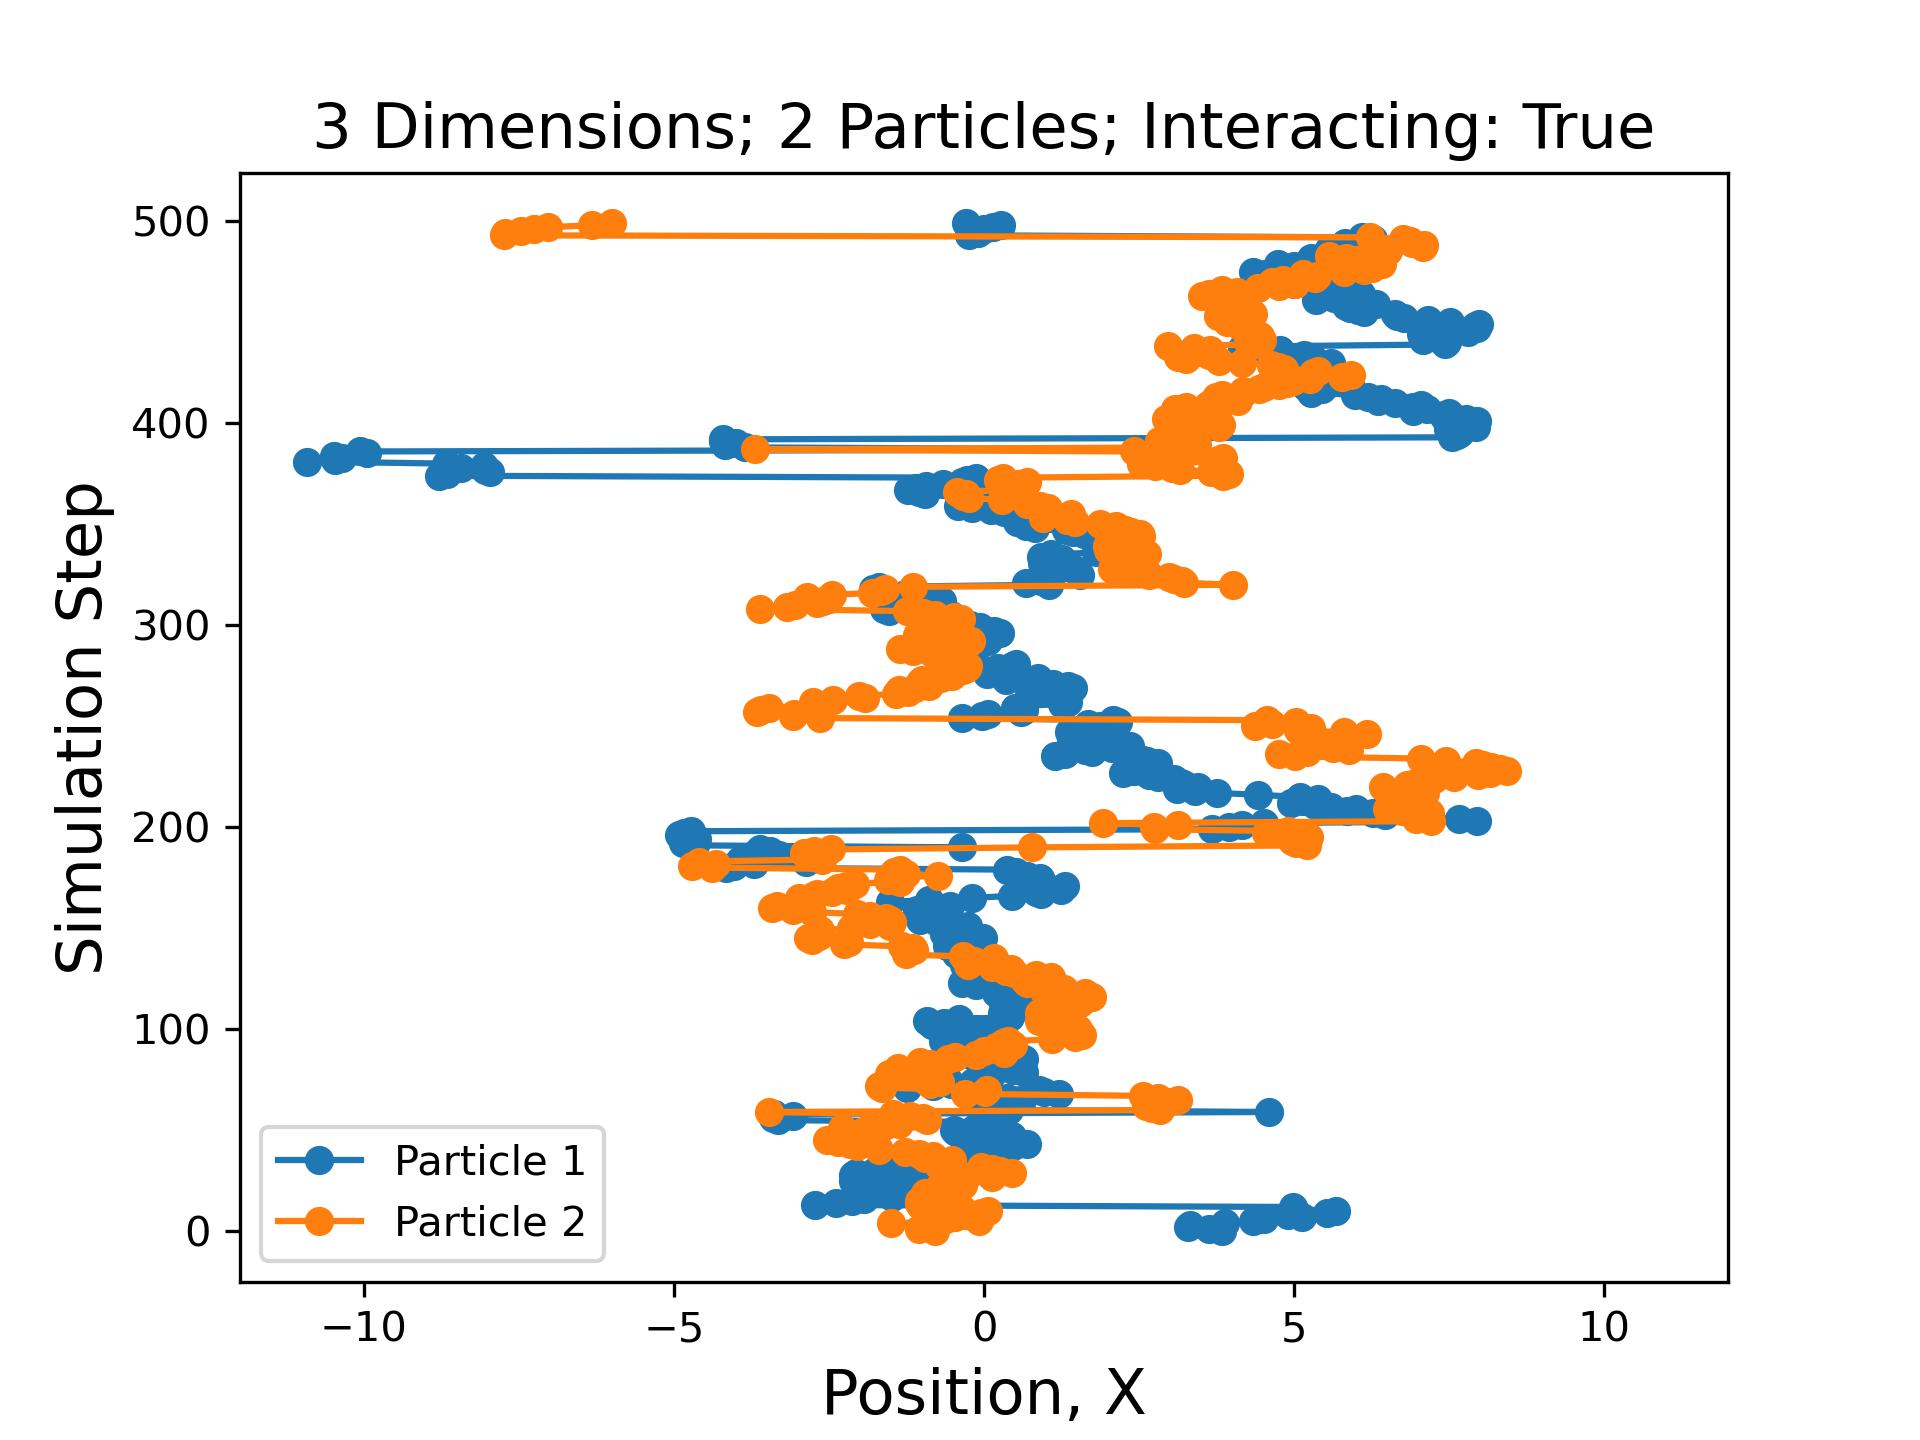 3 Dimensions; 2 Particles; Interacting: True
Simulation Step
500
400
300
200
100
0
Particle 1
Particle 2
−10
−5
0
5
10
Position, X